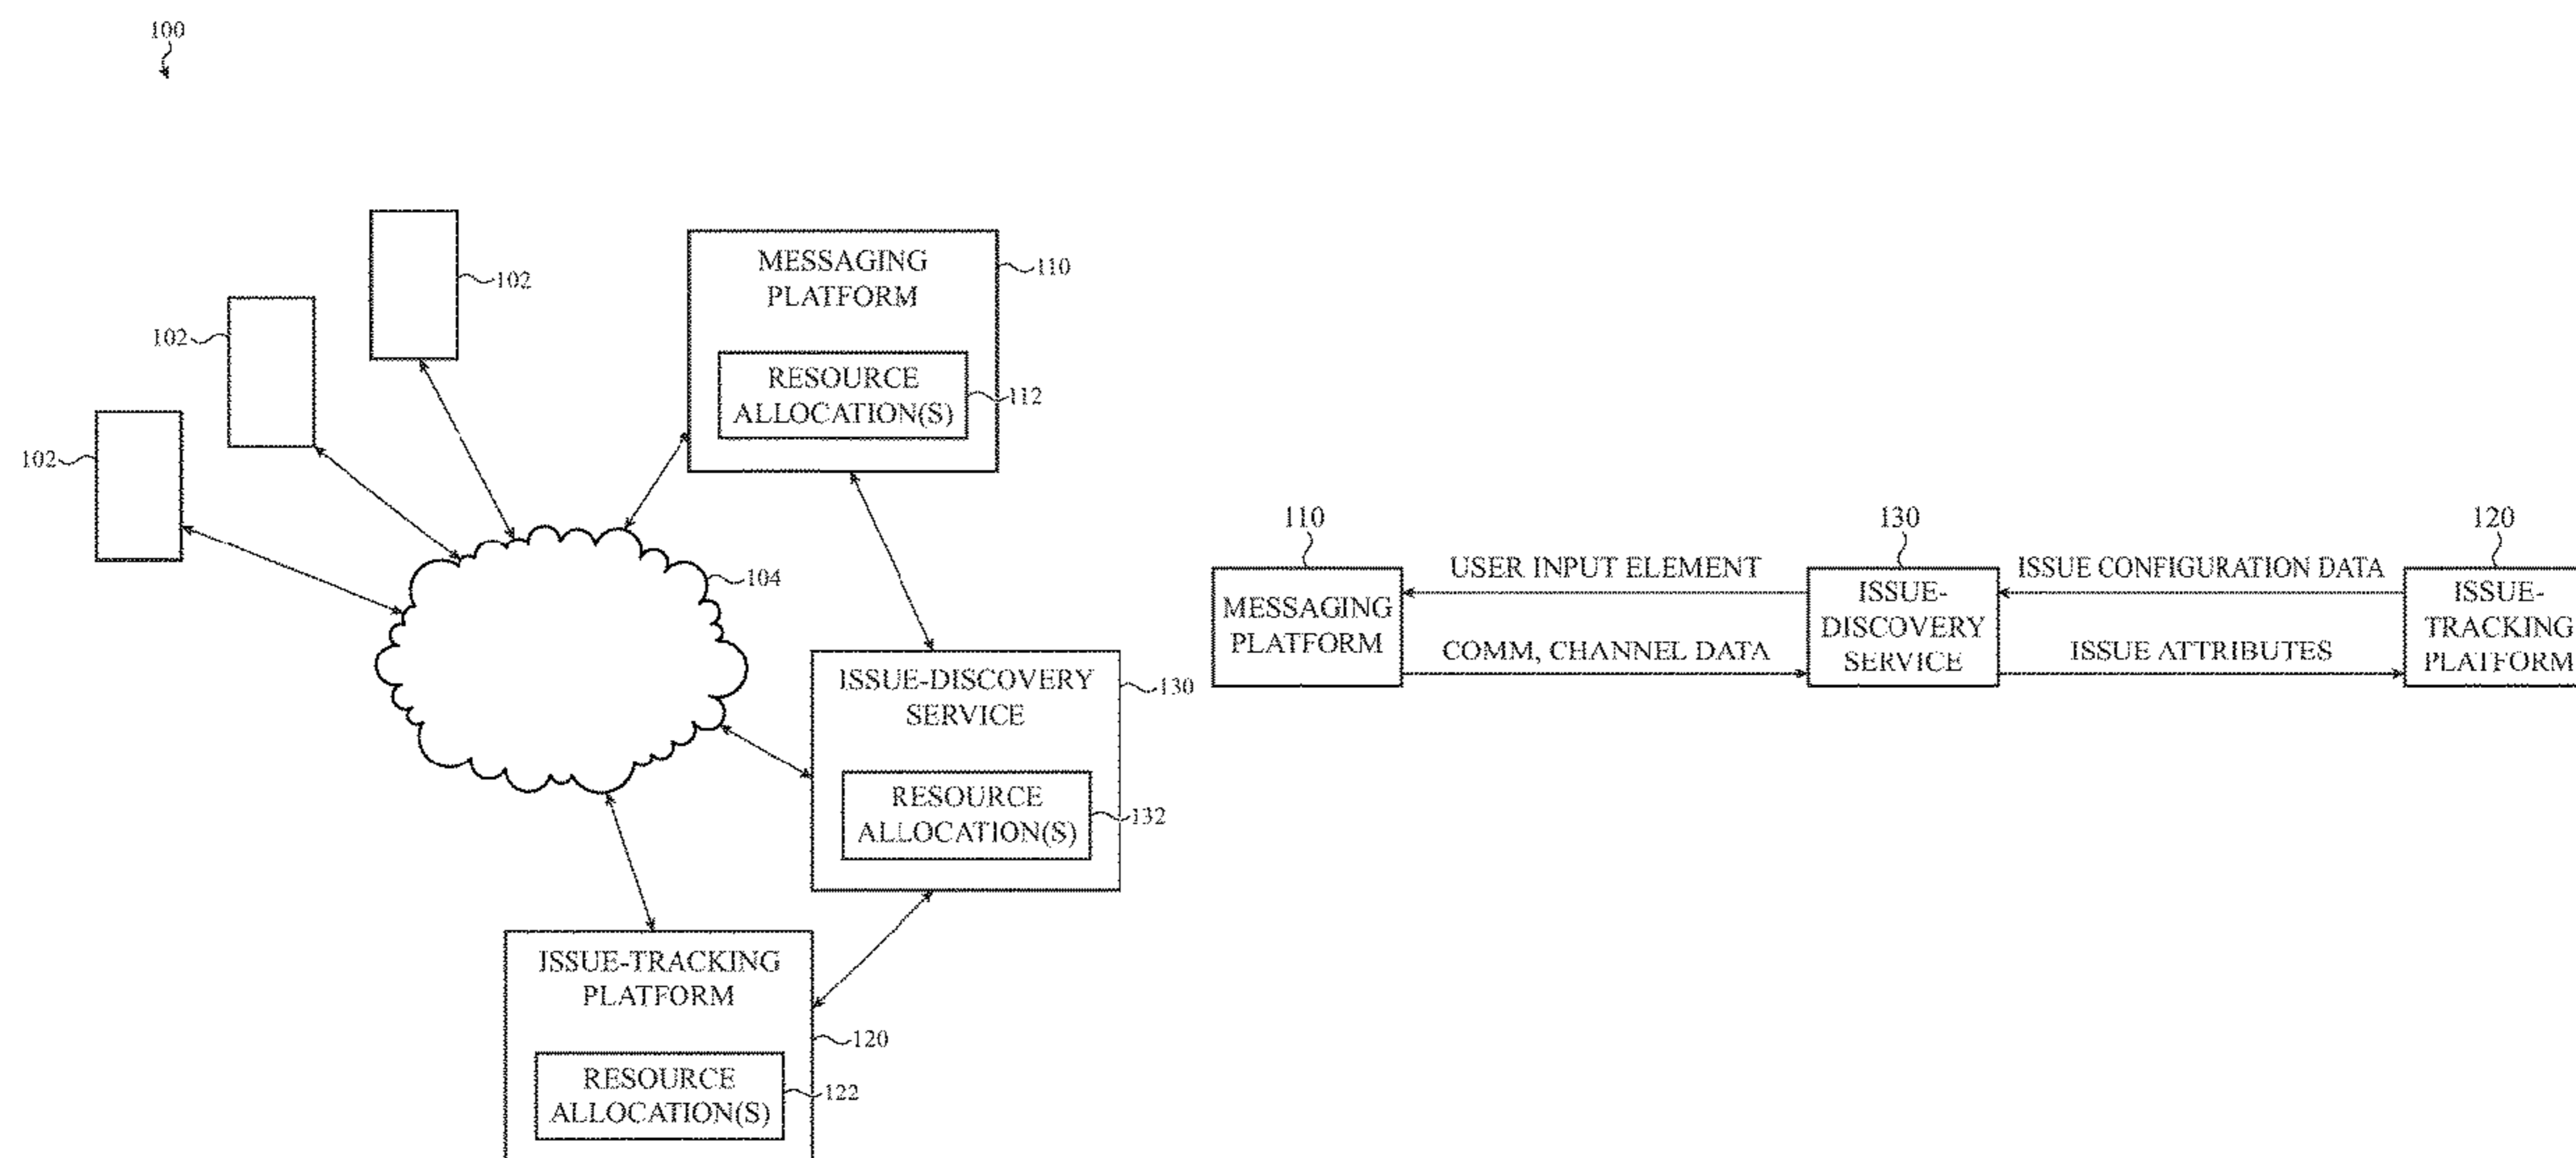 100
102
MESSAGING
PLATFORM
110
102
RESOURCE
ALLOCATION(S)
112
102
104
ISSUE-DISCOVERY
SERVICE
130
RESOURCE
ALLOCATION(S)
132
ISSUE-TRACKING
PLATFORM
120
RESOURCE
ALLOCATION(S)
122
110
130
120
USER INPUT ELEMENT
ISSUE CONFIGURATION DATA
MESSAGING
PLATFORM
ISSUE-
DISCOVERY
SERVICE
ISSUE-
TRACKING
PLATFORM
COMM, CHANNEL DATA
ISSUE ATTRIBUTES